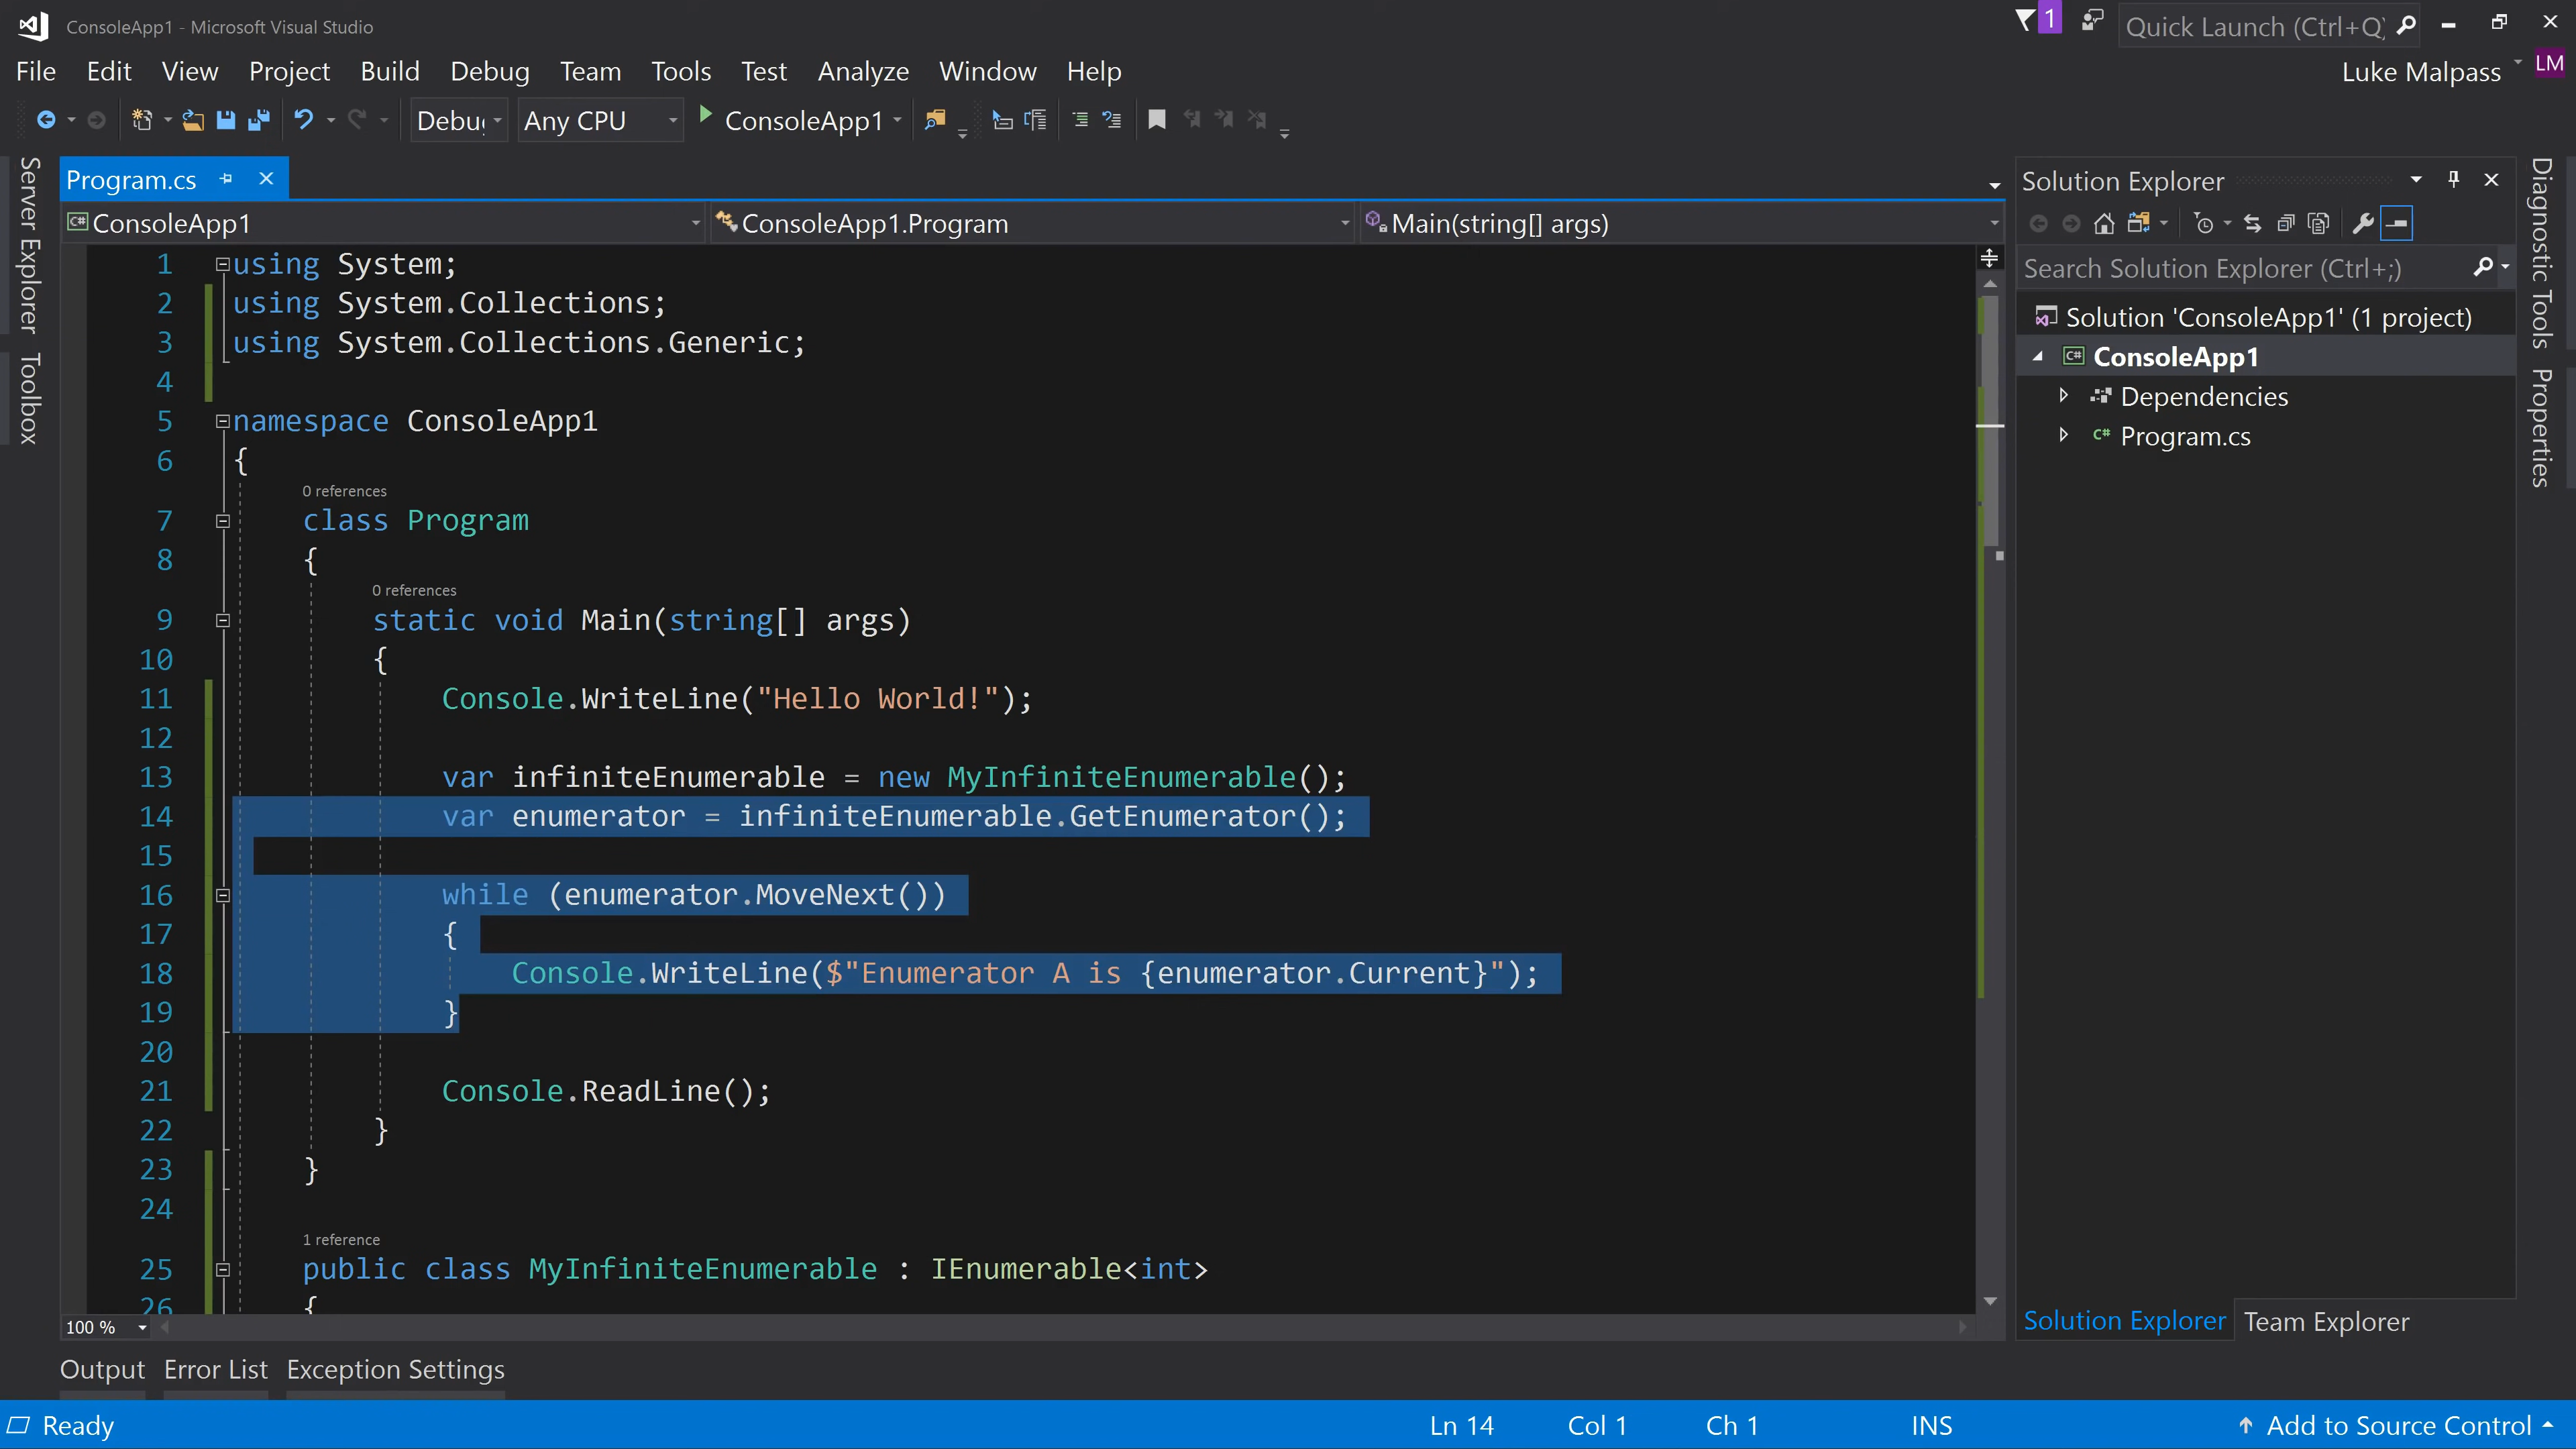 ConsoleApp1 - Microsoft Visual Studio
1
Quick Launch (Ctrl+Q)
File Edit View Project Build Debug Team Tools Test Analyze Window Help
Luke Malpass LM
Debu Any CPU ConsoleApp1
Server Explorer
Toolbox
Program.cs
ConsoleApp1 ConsoleApp1.Program Main(string[] args)
1 using System;
2 using System.Collections;
3 using System.Collections.Generic;
4
5 namespace ConsoleApp1
6 {
0 references
7 class Program
8 {
0 references
9 static void Main(string[] args)
10 {
11 Console.WriteLine("Hello World!");
12
13 var infiniteEnumerable = new MyInfiniteEnumerable();
14 var enumerator = infiniteEnumerable.GetEnumerator();
15
16 while (enumerator.MoveNext())
17 {
18 Console.WriteLine($"Enumerator A is {enumerator.Current}");
19 }
20
21 Console.ReadLine();
22 }
23 }
24
1 reference
25 public class MyInfiniteEnumerable : IEnumerable<int>
26 {
100 %
Solution Explorer
Search Solution Explorer (Ctrl+;)
Solution 'ConsoleApp1' (1 project)
C# ConsoleApp1
Dependencies
C# Program.cs
Solution Explorer Team Explorer
Diagnostic Tools
Properties
Output Error List Exception Settings
Ready Ln 14 Col 1 Ch 1 INS Add to Source Control